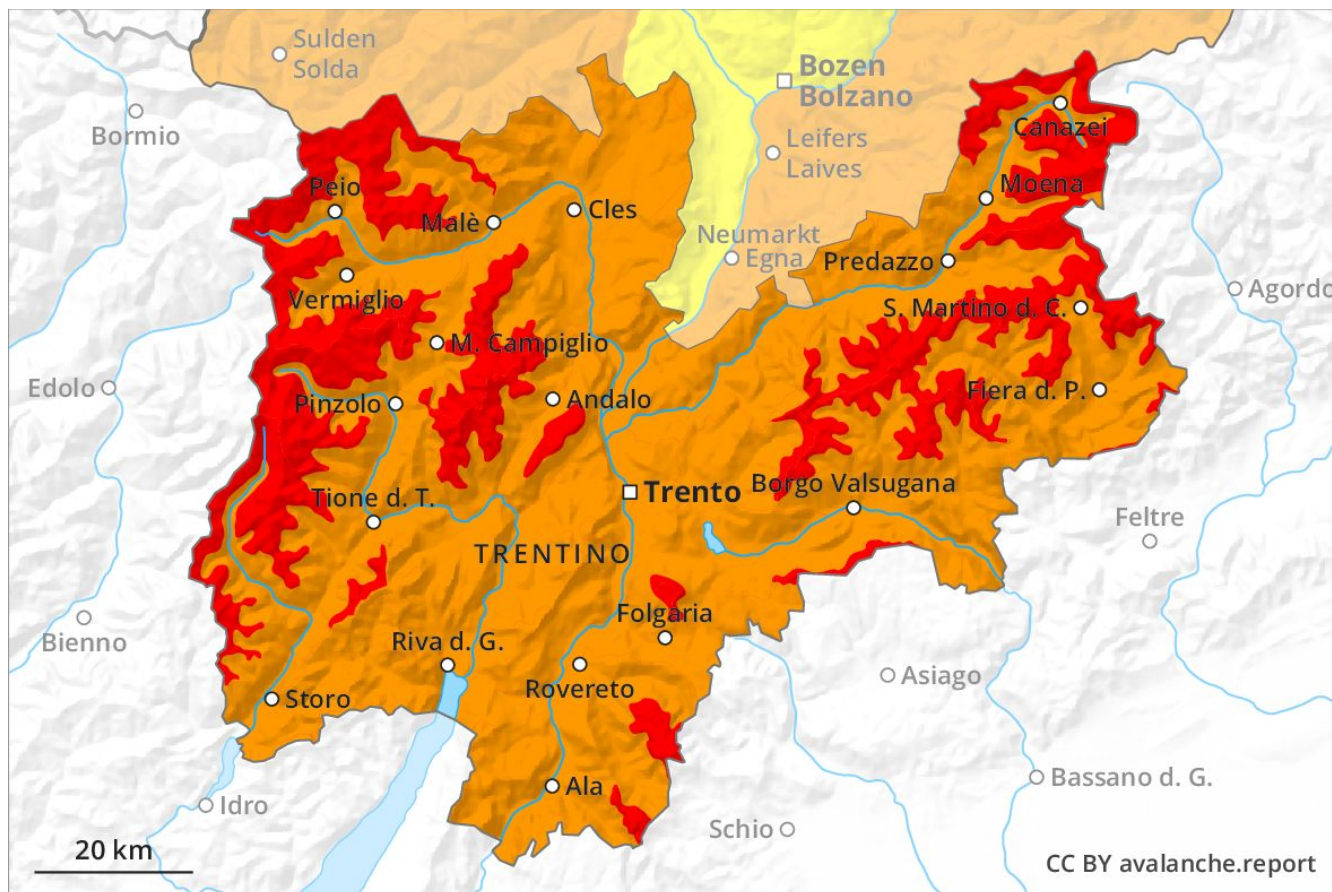 Sulden
Solda
Bozen
Bolzano
Bormio
Canazei
Leifers
Laives
Peio
Moena
Malè
Cles
Neumarkt
Egna
Predazzo
Vermiglio
Agordo
S. Martino d. C.
M. Campiglio
Edolo
Pinzolo
Andalo
Fiera d. P.
Trento
Borgo Valsugana
Tione d. T.
Feltre
TRENTINO
Folgaria
Bienno
Riva d. G.
Asiago
Rovereto
Storo
Bassano d. G.
Ala
Idro
Schio
20 km
CC BY avalanche.report